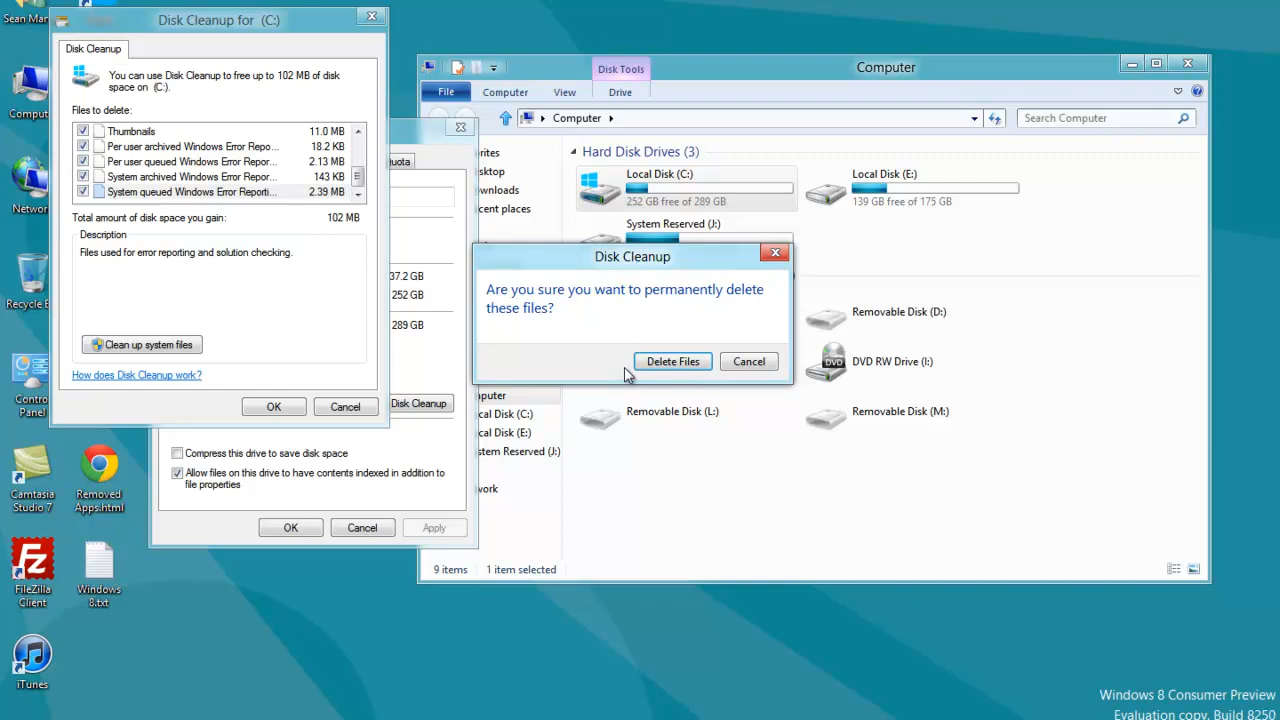 Sean Mar
Comput
Network
Recycle B
Control
Panel
Camtasia
Studio 7
Removed
Apps.html
FileZilla
Client
Windows
8.txt
iTunes
Disk Cleanup for (C:)
Disk Cleanup
You can use Disk Cleanup to free up to 102 MB of disk
space on (C:).
Files to delete:
Thumbnails 11.0 MB
Per user archived Windows Error Repo... 18.2 KB
Per user queued Windows Error Repor... 2.13 MB
System archived Windows Error Repor... 143 KB
System queued Windows Error Reporti... 2.39 MB
Total amount of disk space you gain: 102 MB
Description
Files used for error reporting and solution checking.
Clean up system files
How does Disk Cleanup work?
OK Cancel
uota
37.2 GB
252 GB
289 GB
Disk Cleanup
Compress this drive to save disk space
Allow files on this drive to have contents indexed in addition to
file properties
OK Cancel Apply
Disk Tools
Computer
File Computer View Drive
Computer
Search Computer
rites
sktop
wnloads
cent places
mputer
cal Disk (C:)
cal Disk (E:)
stem Reserved (J:)
work
Hard Disk Drives (3)
Local Disk (C:)
252 GB free of 289 GB
Local Disk (E:)
139 GB free of 175 GB
System Reserved (J:)
Removable Disk (D:)
DVD RW Drive (I:)
Removable Disk (L:)
Removable Disk (M:)
9 items 1 item selected
Disk Cleanup
Are you sure you want to permanently delete
these files?
Delete Files Cancel
Windows 8 Consumer Preview
Evaluation copy. Build 8250